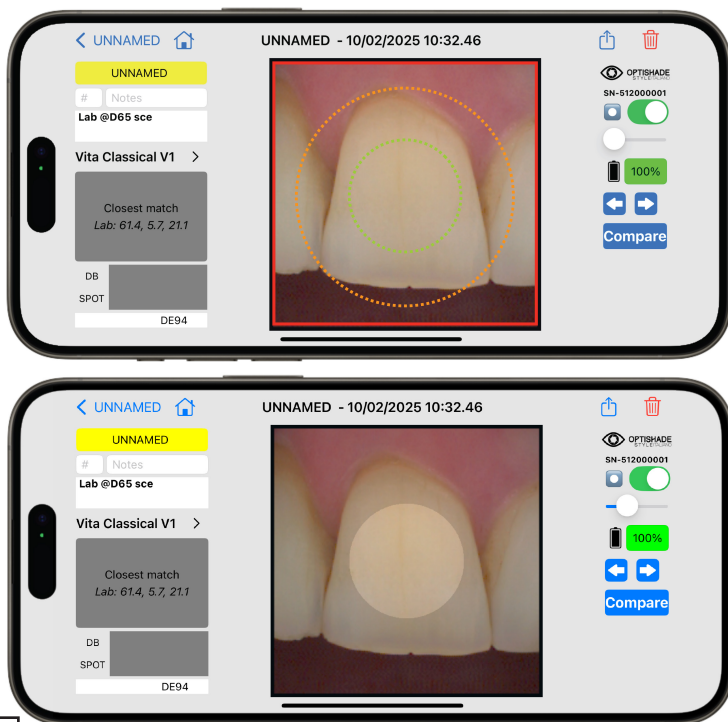 UNNAMED
UNNAMED - 10/02/2025 10:32.46
UNNAMED
# Notes
Lab @D65 sce
Vita Classical V1 >
Closest match
Lab: 61.4, 5.7, 21.1
DB
SPOT
DE94
OPTISHADE
STYLEITALIANO
SN-512000001
100%
Compare
UNNAMED
UNNAMED - 10/02/2025 10:32.46
UNNAMED
# Notes
Lab @D65 sce
Vita Classical V1 >
Closest match
Lab: 61.4, 5.7, 21.1
DB
SPOT
DE94
OPTISHADE
STYLEITALIANO
SN-512000001
100%
Compare